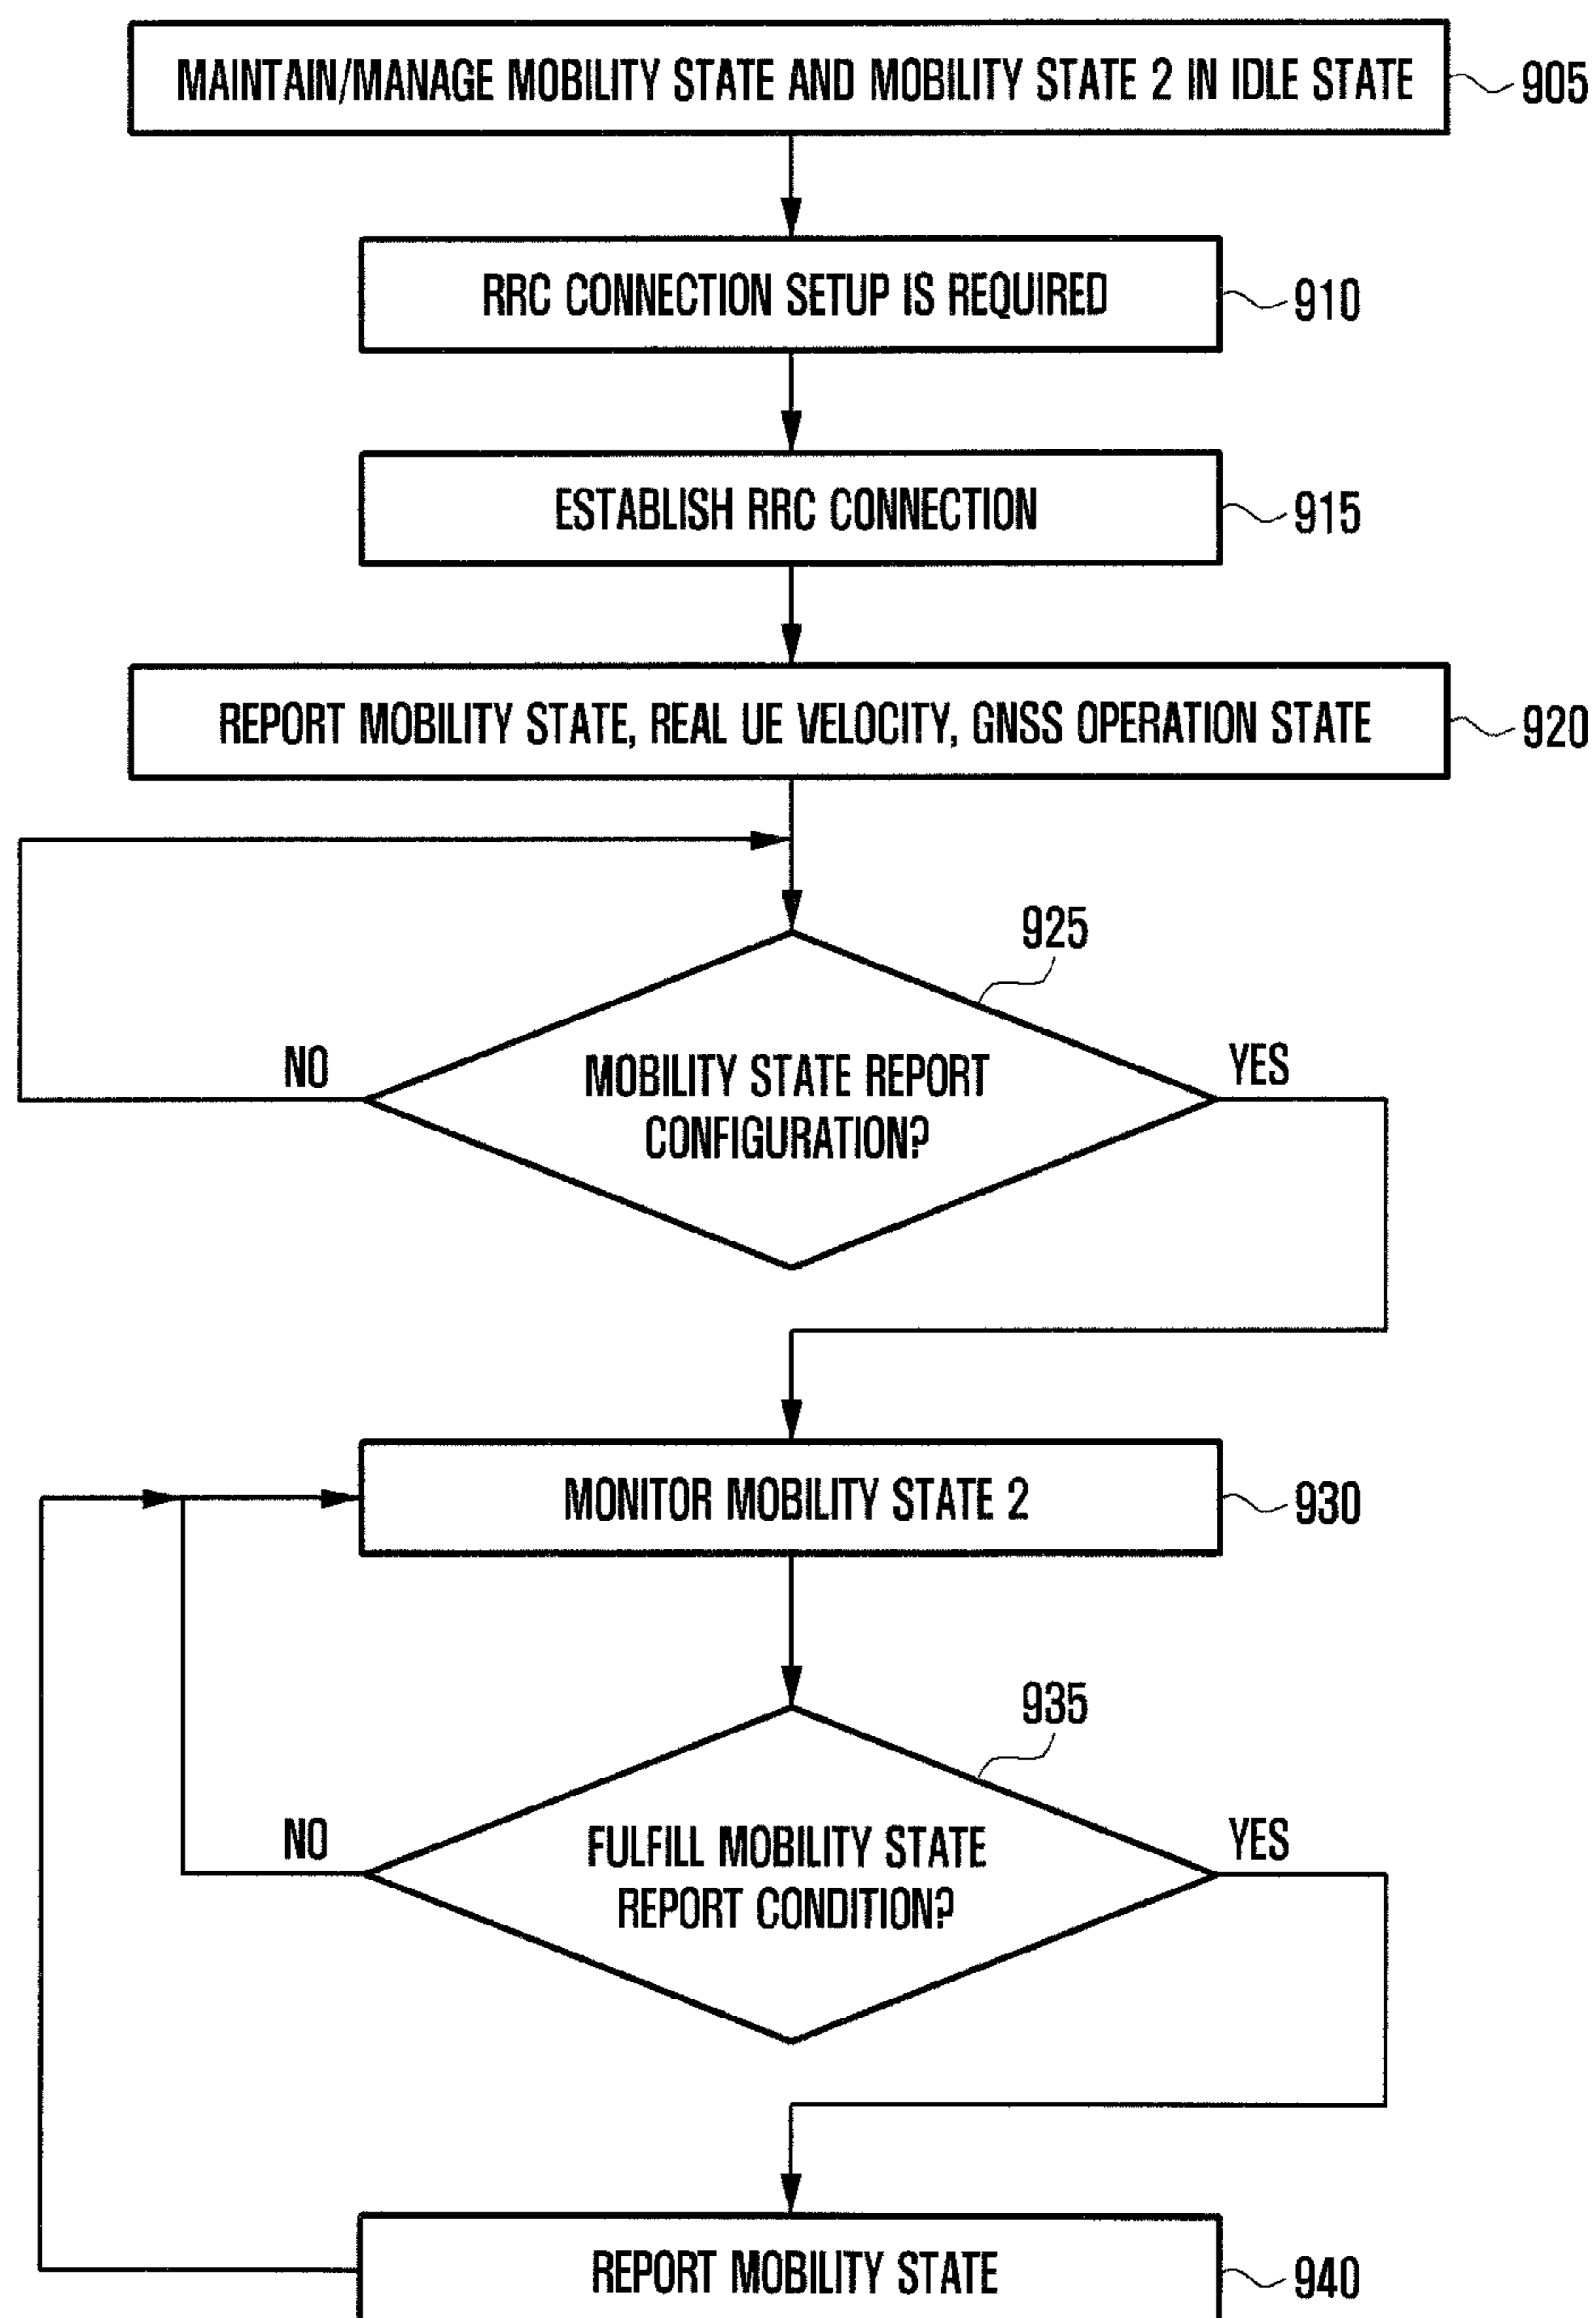 MAINTAIN/MANAGE MOBILITY STATE AND MOBILITY STATE 2 IN IDLE STATE
905
RRC CONNECTION SETUP IS REQUIRED
910
ESTABLISH RRC CONNECTION
915
REPORT MOBILITY STATE, REAL UE VELOCITY, GNSS OPERATION STATE
920
925
NO
MOBILITY STATE REPORT
CONFIGURATION?
YES
MONITOR MOBILITY STATE 2
930
935
NO
FULFILL MOBILITY STATE
REPORT CONDITION?
YES
REPORT MOBILITY STATE
940